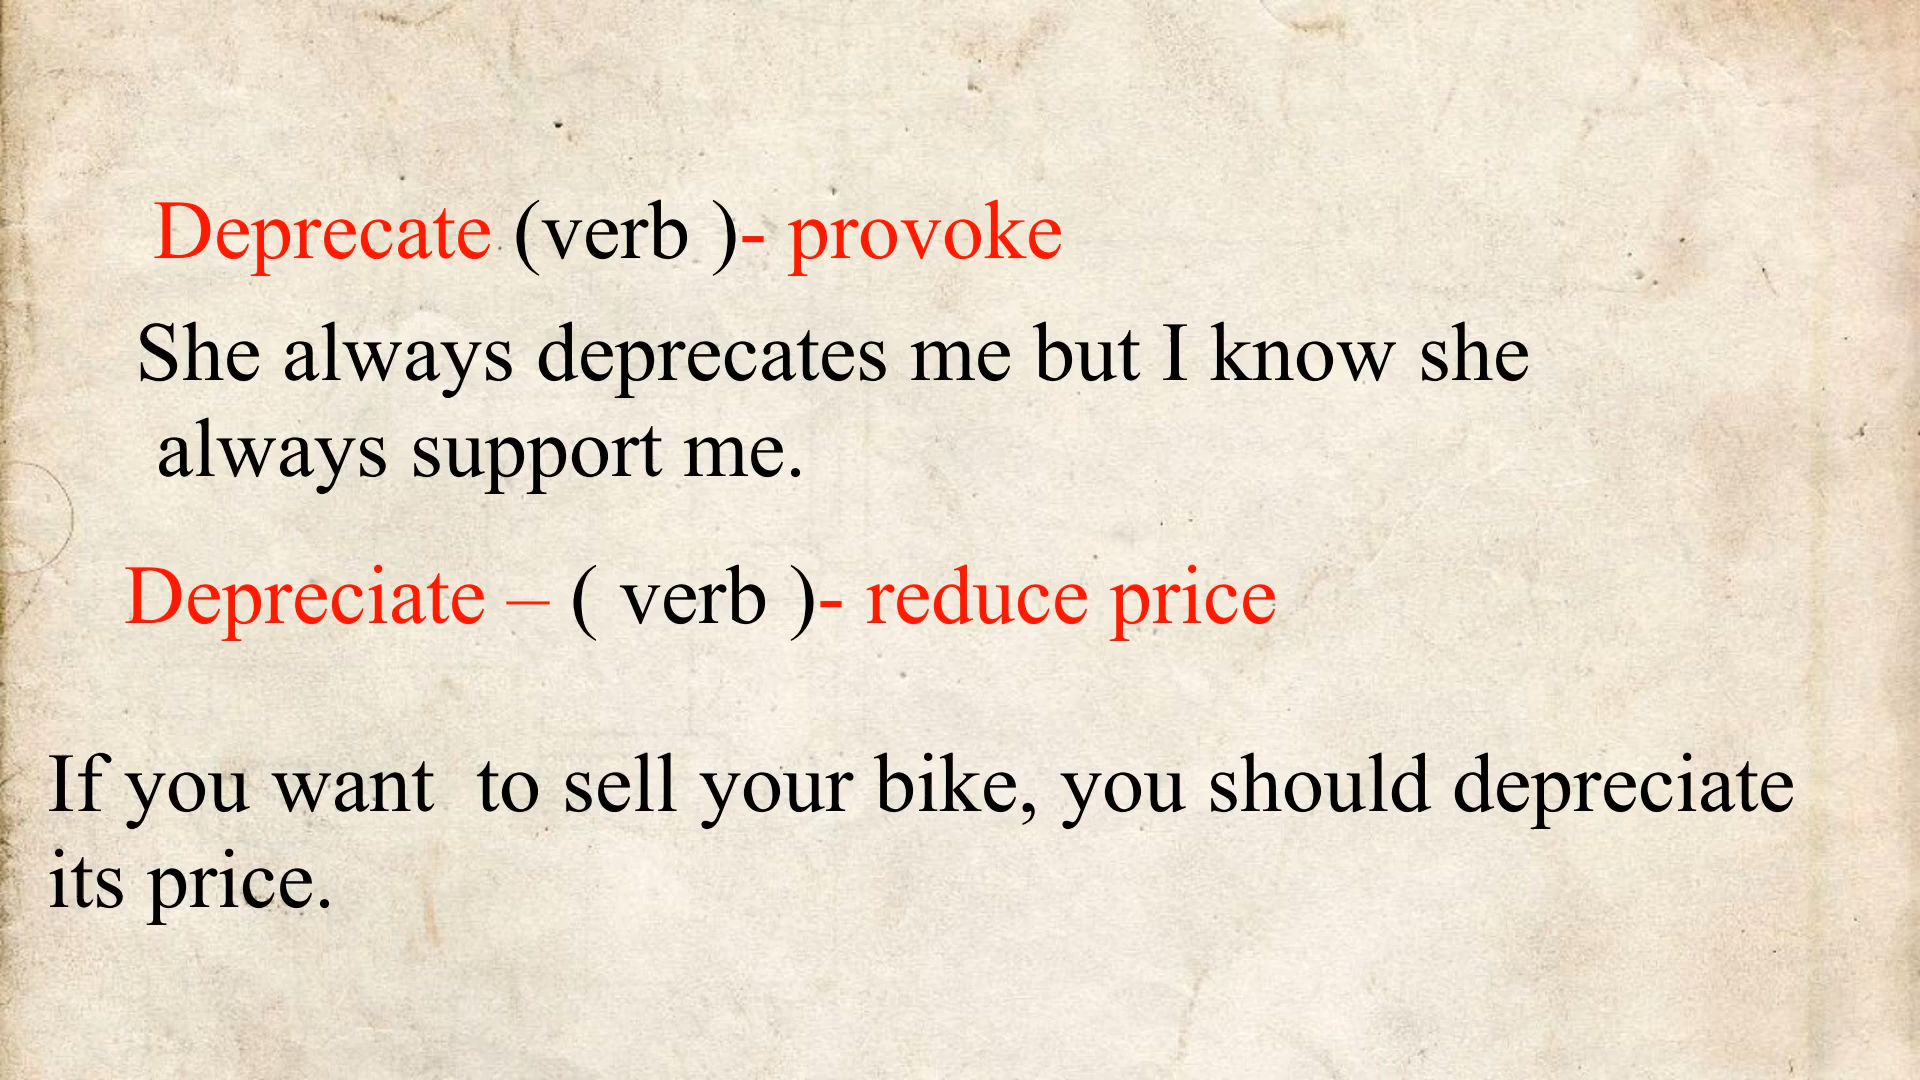 Deprecate (verb )- provoke
She always deprecates me but I know she
always support me.
Depreciate – ( verb )- reduce price
If you want  to sell your bike, you should depreciate
its price.